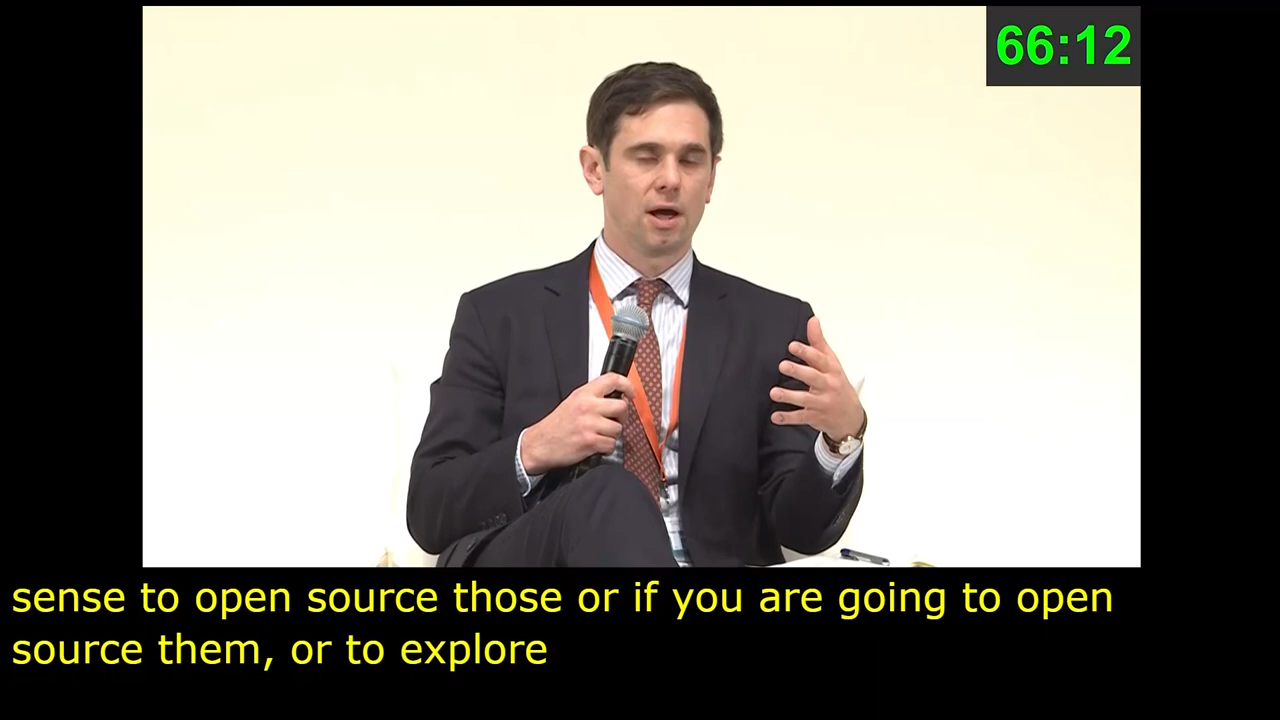 66:12
sense to open source those or if you are going to open
source them, or to explore